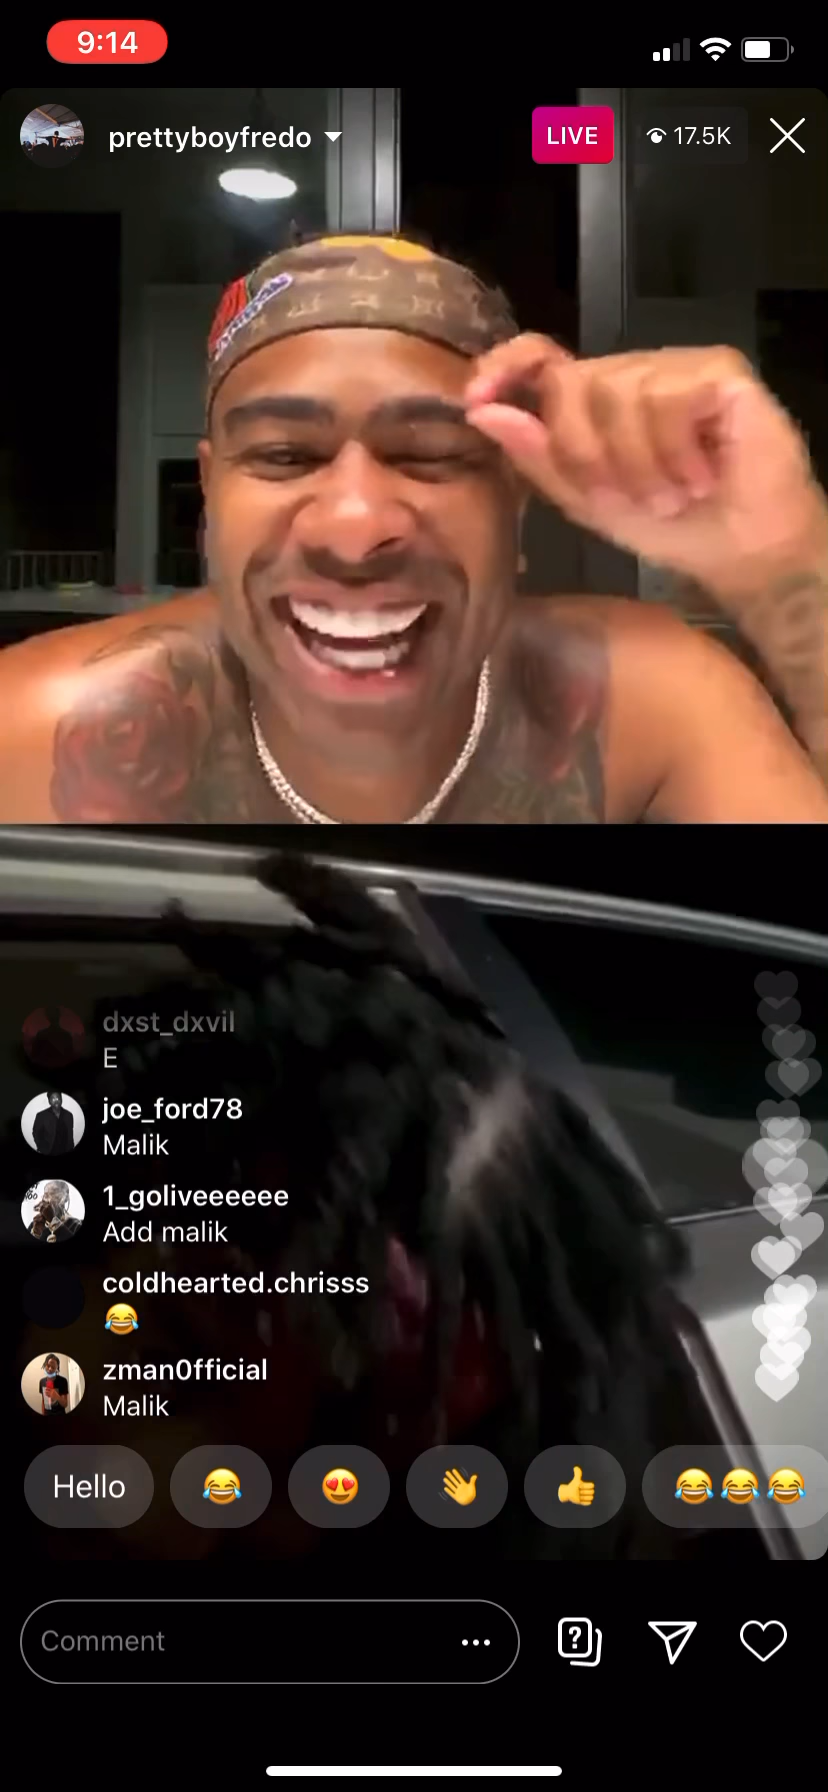 9:14
prettyboyfredo
LIVE
17.5K
dxst_dxvil
E
joe_ford78
Malik
1_goliveeeeee
Add malik
coldhearted.chrisss
😂
zman0fficial
Malik
Hello 😂 😍 👋 👍 😂😂😂
Comment